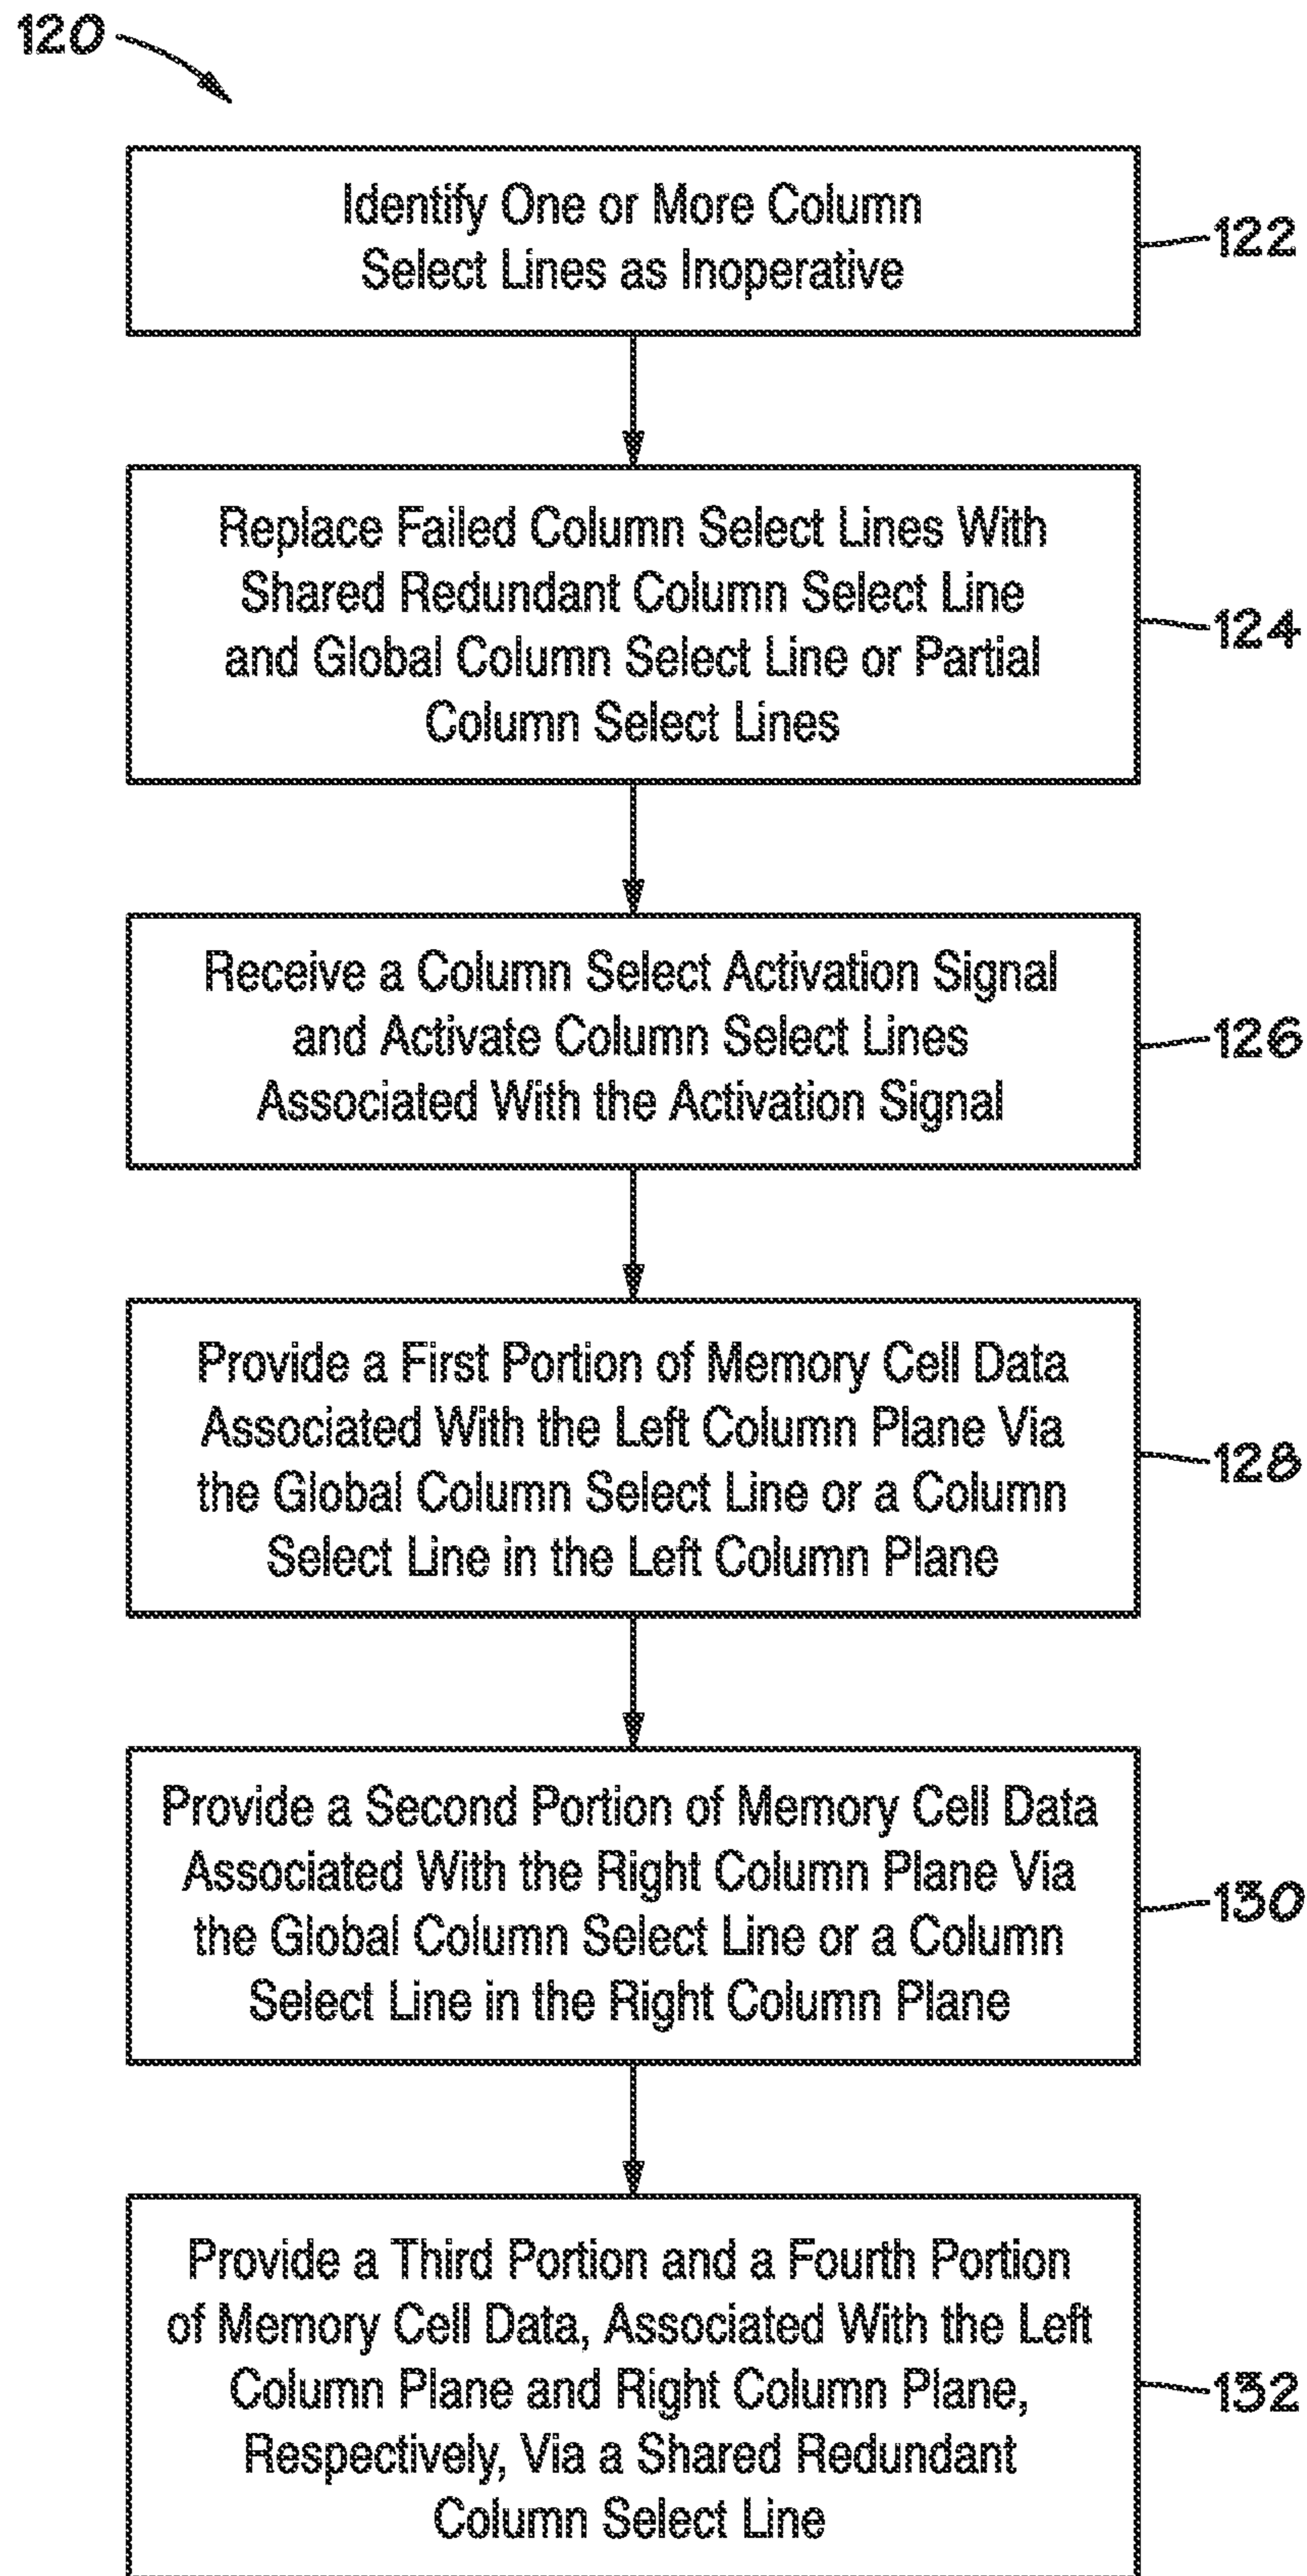 120
Identify One or More Column
Select Lines as Inoperative
122
Replace Failed Column Select Lines With
Shared Redundant Column Select Line
and Global Column Select Line or Partial
Column Select Lines
124
Receive a Column Select Activation Signal
and Activate Column Select Lines
Associated With the Activation Signal
126
Provide a First Portion of Memory Cell Data
Associated With the Left Column Plane Via
the Global Column Select Line or a Column
Select Line in the Left Column Plane
128
Provide a Second Portion of Memory Cell Data
Associated With the Right Column Plane Via
the Global Column Select Line or a Column
Select Line in the Right Column Plane
130
Provide a Third Portion and a Fourth Portion
of Memory Cell Data, Associated With the Left
Column Plane and Right Column Plane,
Respectively, Via a Shared Redundant
Column Select Line
132